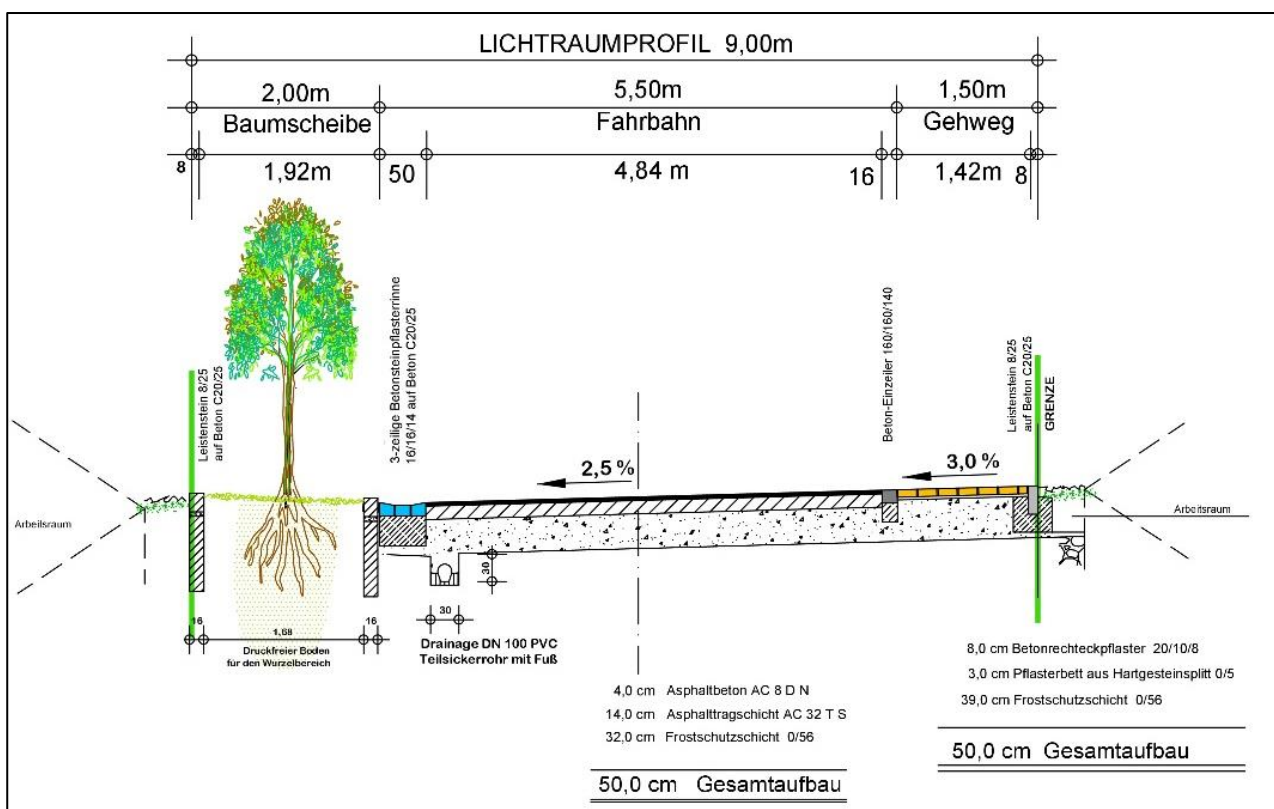 LICHTRAUMPROFIL 9,00m
2,00m
5,50m
1,50m
Baumscheibe
Fahrbahn
Gehweg
8
1,92m
50
4,84 m
16
1,42m
8
Leistenstein 8/25
auf Beton C20/25
3-zeilige Betonsteinpflasterrinne
16/16/14 auf Beton C20/25
Beton-Einzeiler 160/160/140
Leistenstein 8/25
auf Beton C20/25
GRENZE
2,5 %
3,0 %
Arbeitsraum
Arbeitsraum
30
16
1,68
16
30
Druckfreier Boden
für den Wurzelbereich
Drainage DN 100 PVC
Teilsickerrohr mit Fuß
4,0 cm Asphaltbeton AC 8 D N
14,0 cm Asphalttragschicht AC 32 T S
32,0 cm Frostschutzschicht 0/56
50,0 cm Gesamtaufbau
8,0 cm Betonrechteckpflaster 20/10/8
3,0 cm Pflasterbett aus Hartgesteinsplitt 0/5
39,0 cm Frostschutzschicht 0/56
50,0 cm Gesamtaufbau